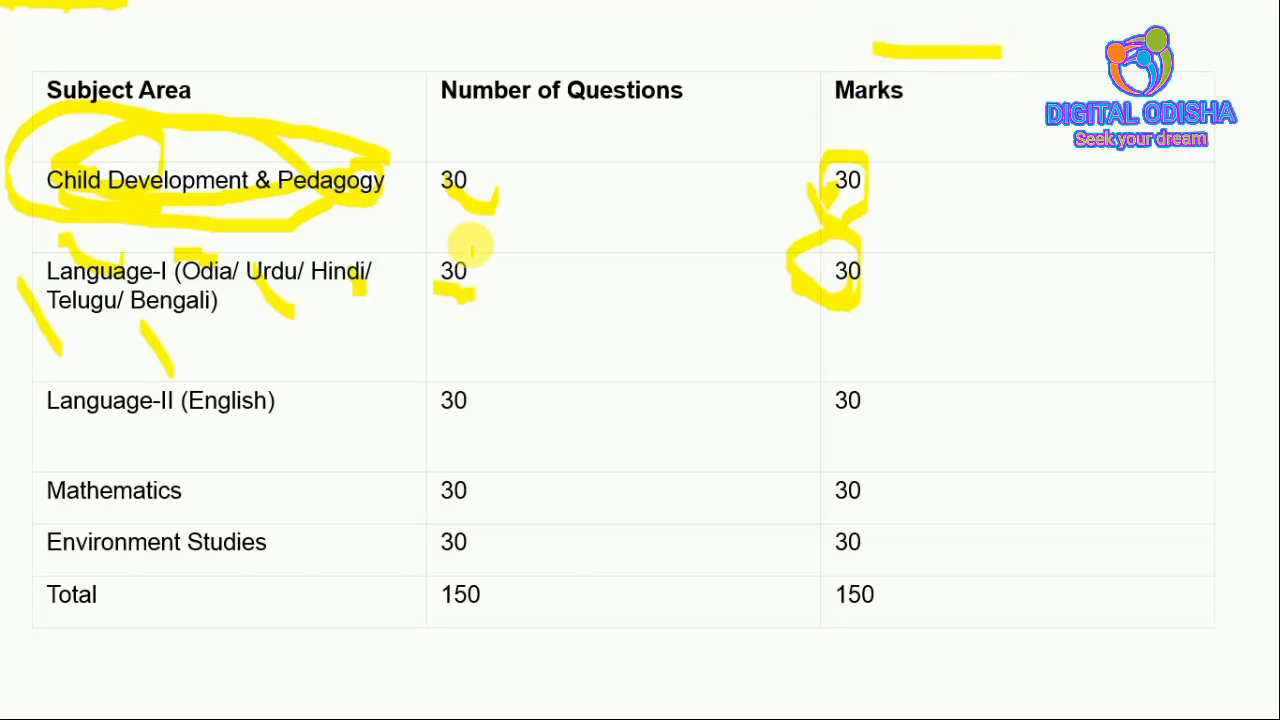 Subject Area Number of Questions Marks
DIGITAL ODISHA
Seek your dream
Child Development & Pedagogy 30 30
Language-I (Odia/ Urdu/ Hindi/ 30 30
Telugu/ Bengali)
Language-II (English) 30 30
Mathematics 30 30
Environment Studies 30 30
Total 150 150